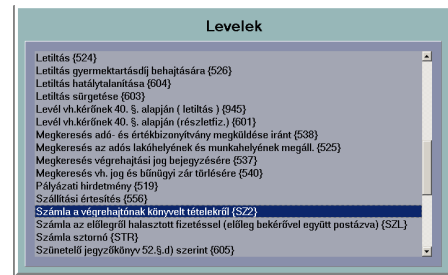 Levelek
Letiltás {524}
Letiltás gyermektartásdíj behajtására {526}
Letiltás hatálytalanítása {604}
Letiltás sürgetése {603}
Levél vh.kérőnek 40. §. alapján ( letiltás ) {945}
Levél vh.kérőnek 40. §. alapján (részletfiz.) {601}
Megkeresés adó- és értékbizonyítvány megküldése iránt {538}
Megkeresés az adós lakóhelyének és munkahelyének megáll. {525}
Megkeresés végrehajtási jog bejegyzésére {537}
Megkeresés vh. jog és bűnügyi zár törlésére {540}
Pályázati hirdetmény {519}
Szállítási értesítés {556}
Számla a végrehajtónak könyvelt tételekről {SZ2}
Számla az előlegről halasztott fizetéssel (előleg bekérővel együtt postázva) {SZL}
Számla sztornó {STR}
Szünetelő jegyzőkönyv 52.§.d) szerint {605}